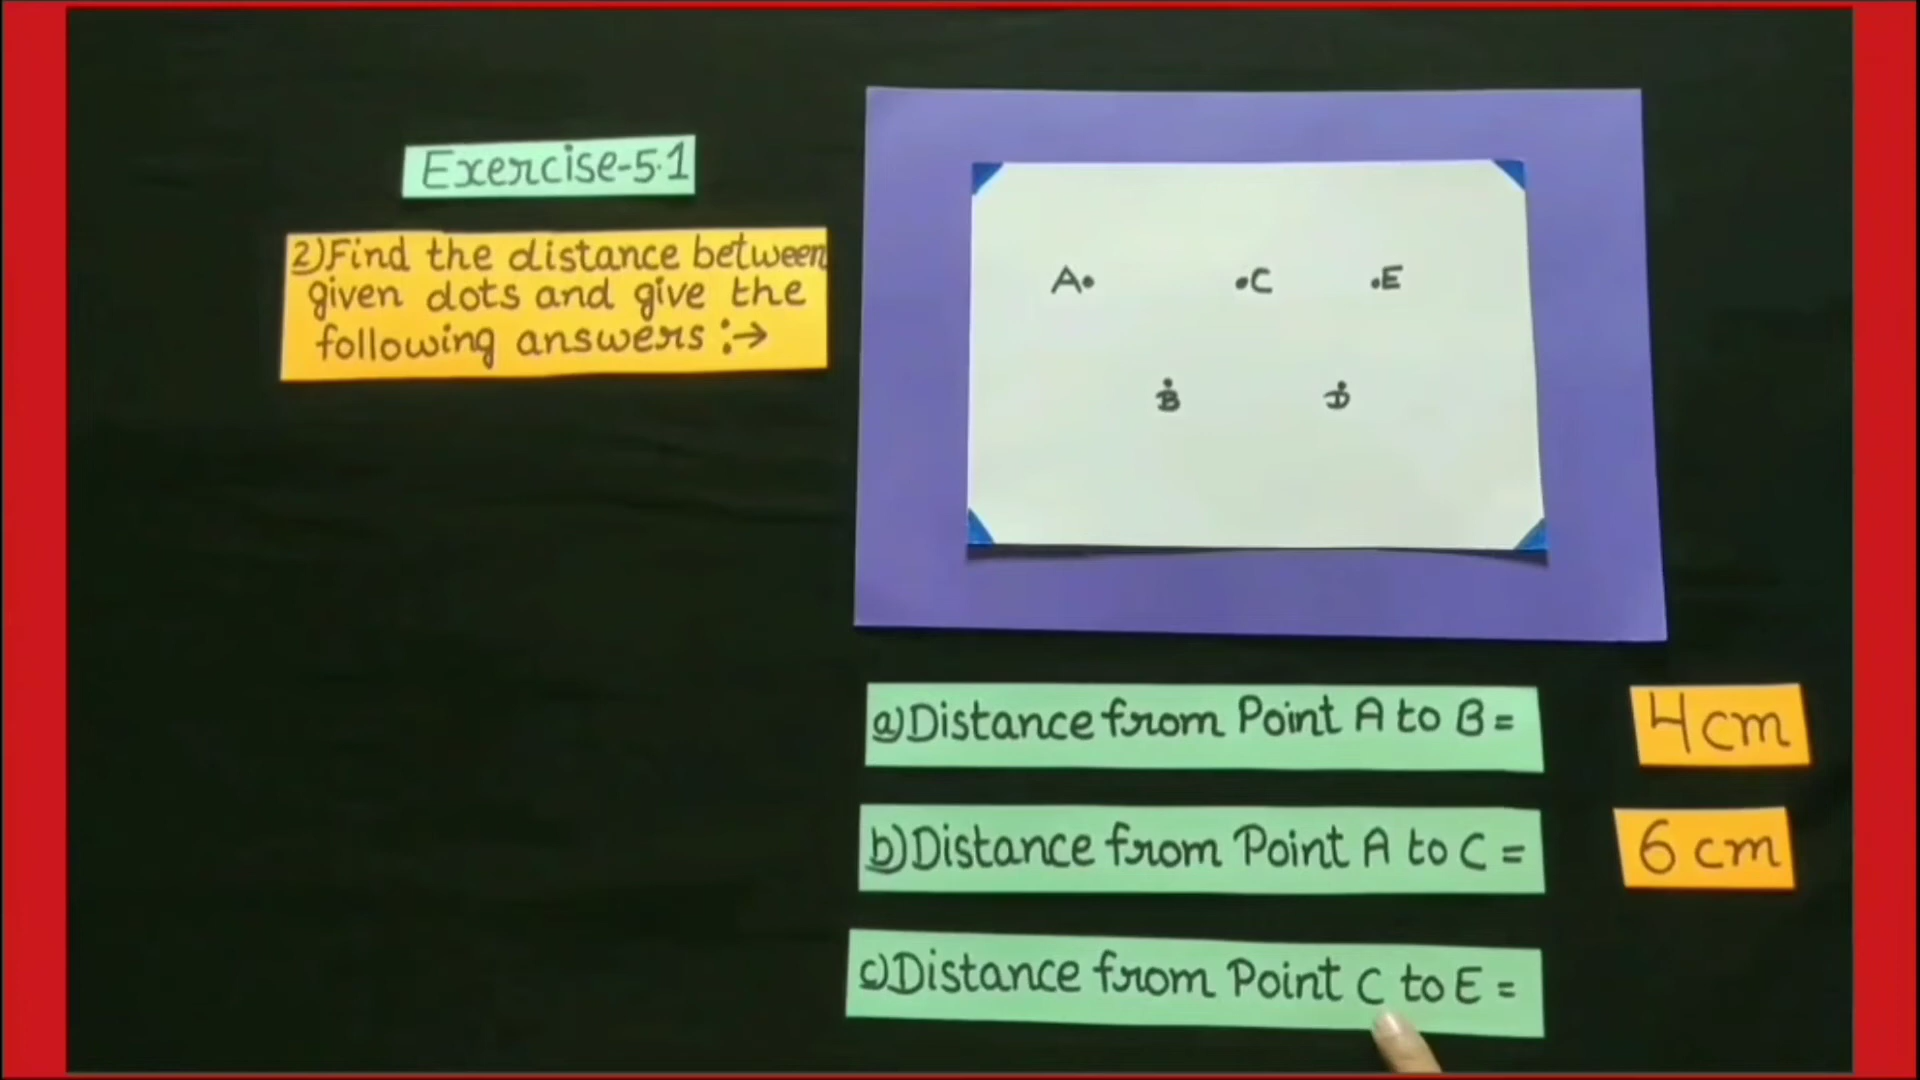 Exercise-5.1
2)Find the distance between
given dots and give the
following answers :→
A
C
E
B
D
a)Distance from Point A to B =
4 cm
b)Distance from Point A to C =
6 cm
c)Distance from Point C to E =